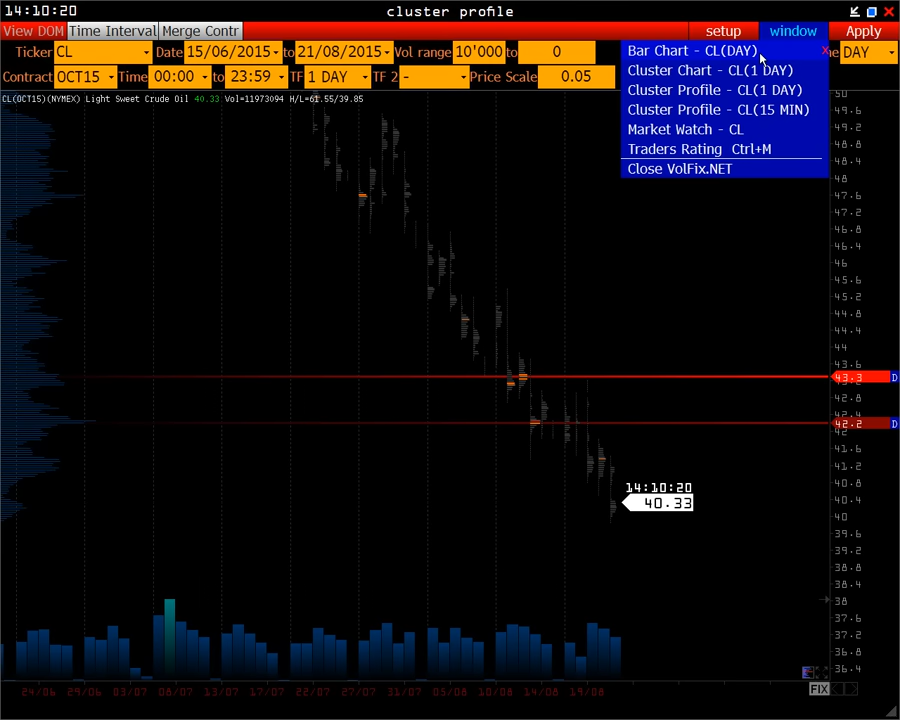 14:10:20
cluster profile
View DOM Time Interval Merge Contr
setup window Apply
Ticker CL Date 15/06/2015 to 21/08/2015 Vol range 10'000 to 0
DAY
Contract OCT15 Time 00:00 to 23:59 TF 1 DAY TF 2 - Price Scale 0.05
Bar Chart - CL(DAY) x
Cluster Chart - CL(1 DAY)
Cluster Profile - CL(1 DAY)
Cluster Profile - CL(15 MIN)
Market Watch - CL
Traders Rating Ctrl+M
Close VolFix.NET
CL(OCT15)(NYMEX) Light Sweet Crude Oil 40.33 Vol=11973094 H/L=61.55/39.85
50
49.6
49.2
48.8
48.4
48
47.6
47.2
46.8
46.4
46
45.6
45.2
44.8
44.4
44
43.6
43.3 D
42.8
42.4
42.2 D
42
41.6
41.2
40.8
40.4
40
39.6
39.2
38.8
38.4
38
37.6
37.2
36.8
36.4
14:10:20
40.33
24/06 29/06 03/07 08/07 13/07 17/07 22/07 27/07 31/07 05/08 10/08 14/08 19/08
FIX